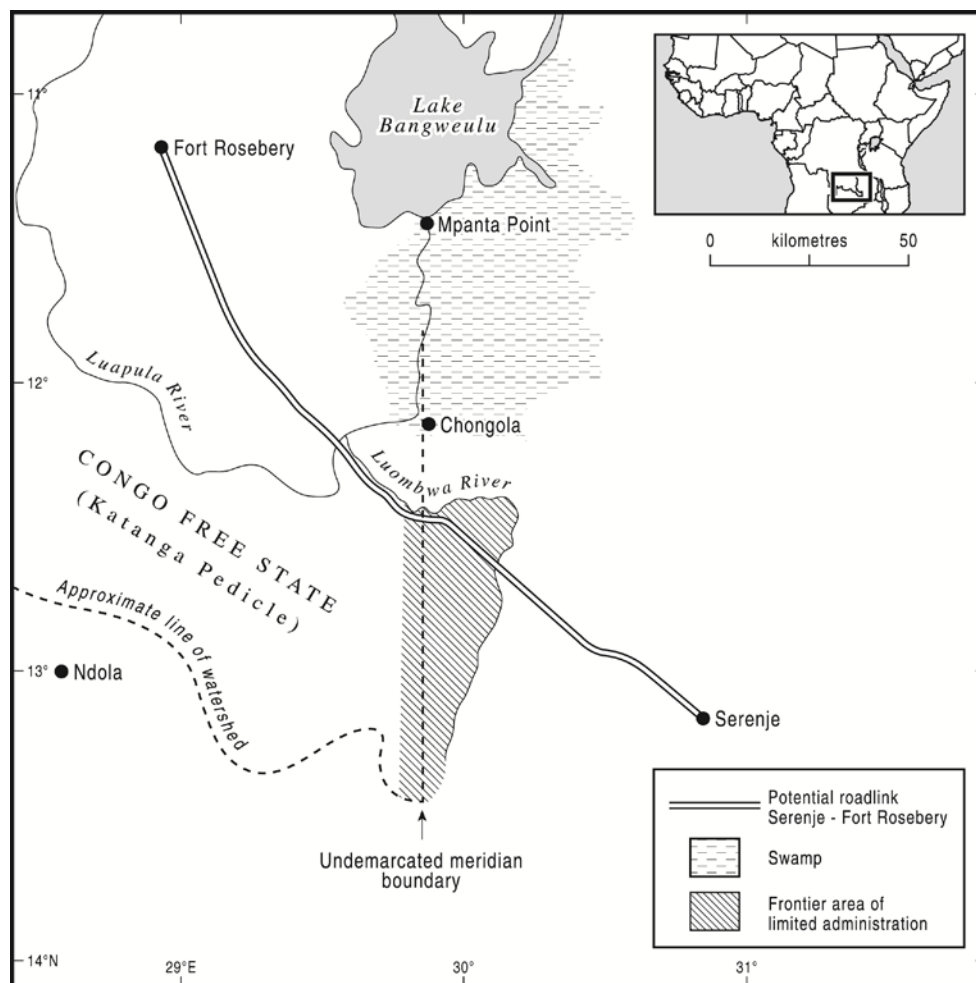 11°
Lake
Bangweulu
Fort Rosebery
Mpanta Point
0 kilometres 50
Luapula River
12°
Chongola
Luombwa River
CONGO FREE STATE
(Katanga Pedicle)
Approximate line of watershed
13°
Ndola
Serenje
Undemarcated meridian
boundary
Potential roadlink
Serenje - Fort Rosebery
Swamp
Frontier area of
limited administration
14°N
29°E
30°
31°